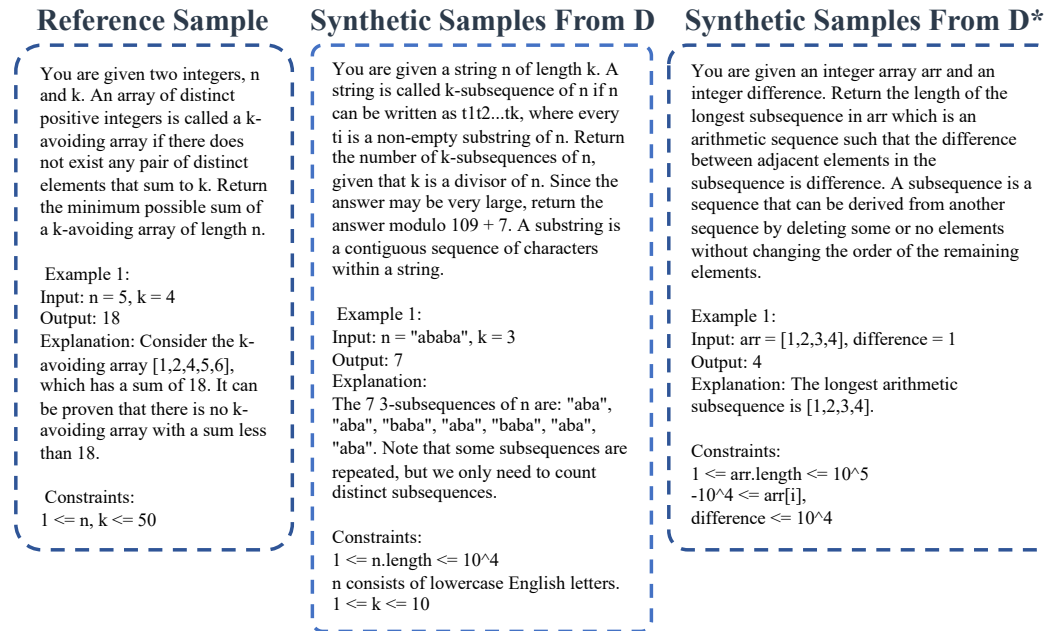 Reference Sample
You are given two integers, n
and k. An array of distinct
positive integers is called a k-
avoiding array if there does
not exist any pair of distinct
elements that sum to k. Return
the minimum possible sum of
a k-avoiding array of length n.
Example 1:
Input: n = 5, k = 4
Output: 18
Explanation: Consider the k-
avoiding array [1,2,4,5,6],
which has a sum of 18. It can
be proven that there is no k-
avoiding array with a sum less
than 18.
Constraints:
1 <= n, k <= 50
Synthetic Samples From D
You are given a string n of length k. A
string is called k-subsequence of n if n
can be written as t1t2...tk, where every
ti is a non-empty substring of n. Return
the number of k-subsequences of n,
given that k is a divisor of n. Since the
answer may be very large, return the
answer modulo 109 + 7. A substring is
a contiguous sequence of characters
within a string.
Example 1:
Input: n = "ababa", k = 3
Output: 7
Explanation:
The 7 3-subsequences of n are: "aba",
"aba", "baba", "aba", "baba", "aba",
"aba". Note that some subsequences are
repeated, but we only need to count
distinct subsequences.
Constraints:
1 <= n.length <= 10^4
n consists of lowercase English letters.
1 <= k <= 10
Synthetic Samples From D*
You are given an integer array arr and an
integer difference. Return the length of the
longest subsequence in arr which is an
arithmetic sequence such that the difference
between adjacent elements in the
subsequence is difference. A subsequence is a
sequence that can be derived from another
sequence by deleting some or no elements
without changing the order of the remaining
elements.
Example 1:
Input: arr = [1,2,3,4], difference = 1
Output: 4
Explanation: The longest arithmetic
subsequence is [1,2,3,4].
Constraints:
1 <= arr.length <= 10^5
-10^4 <= arr[i],
difference <= 10^4